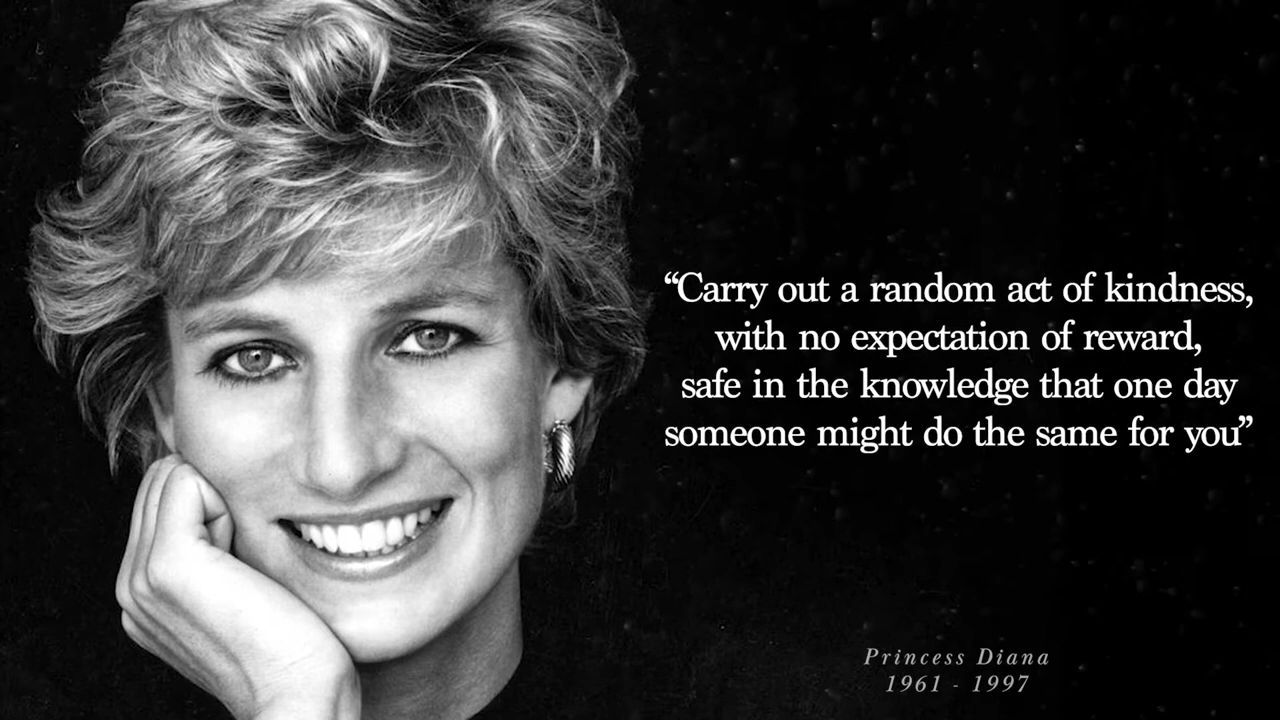 “Carry out a random act of kindness,
with no expectation of reward,
safe in the knowledge that one day
someone might do the same for you”
Princess Diana
1961 - 1997